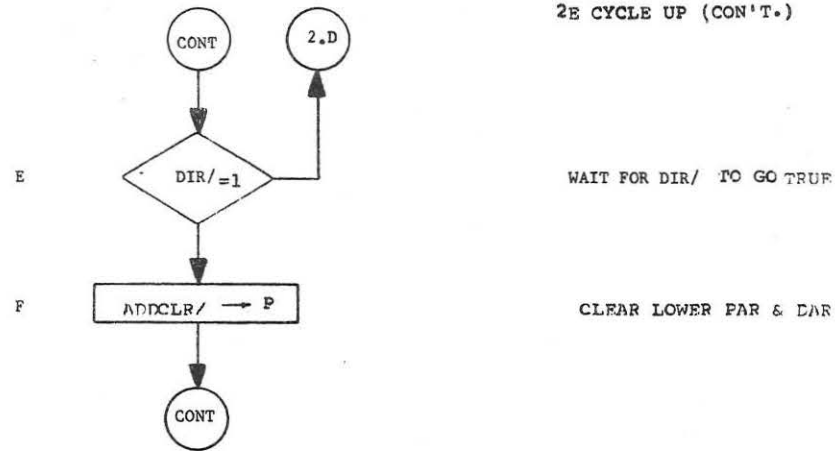 2E CYCLE UP (CON'T.)
CONT
2.D
E
DIR/=1
WAIT FOR DIR/ TO GO TRUE
F
ADDCLR/ → P
CLEAR LOWER PAR & DAR
CONT